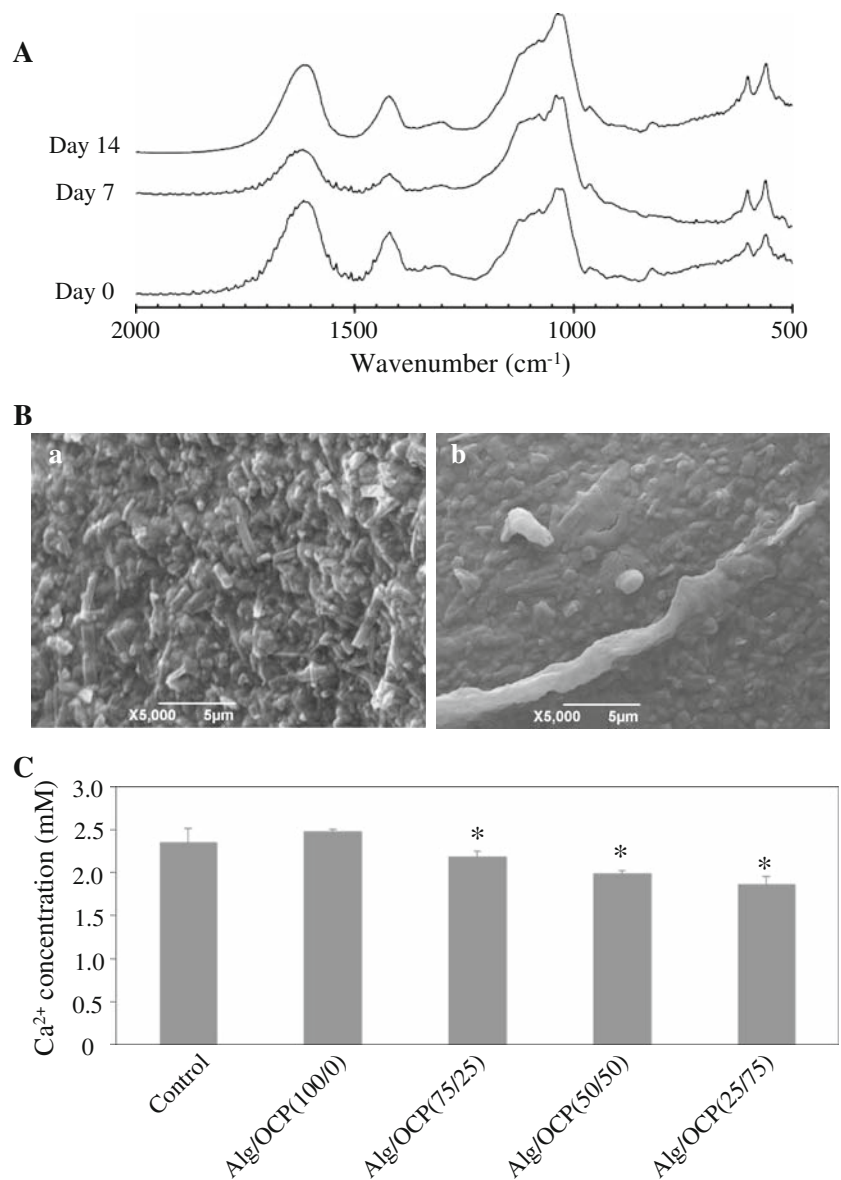 A
Day 14
Day 7
Day 0
2000 1500 1000 500
Wavenumber (cm-1)
B
a
X5,000 5μm
b
X5,000 5μm
C
Ca2+ concentration (mM)
3.0
2.5
2.0
1.5
1.0
0.5
0
*
*
*
Control
Alg/OCP(100/0)
Alg/OCP(75/25)
Alg/OCP(50/50)
Alg/OCP(25/75)